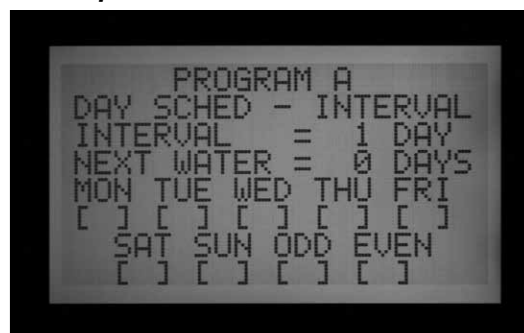 PROGRAM A
DAY SCHED - INTERVAL
INTERVAL = 1 DAY
NEXT WATER = 0 DAYS
MON TUE WED THU FRI
[ ] [ ] [ ] [ ] [ ]
SAT SUN ODD EVEN
[ ] [ ] [ ] [ ]